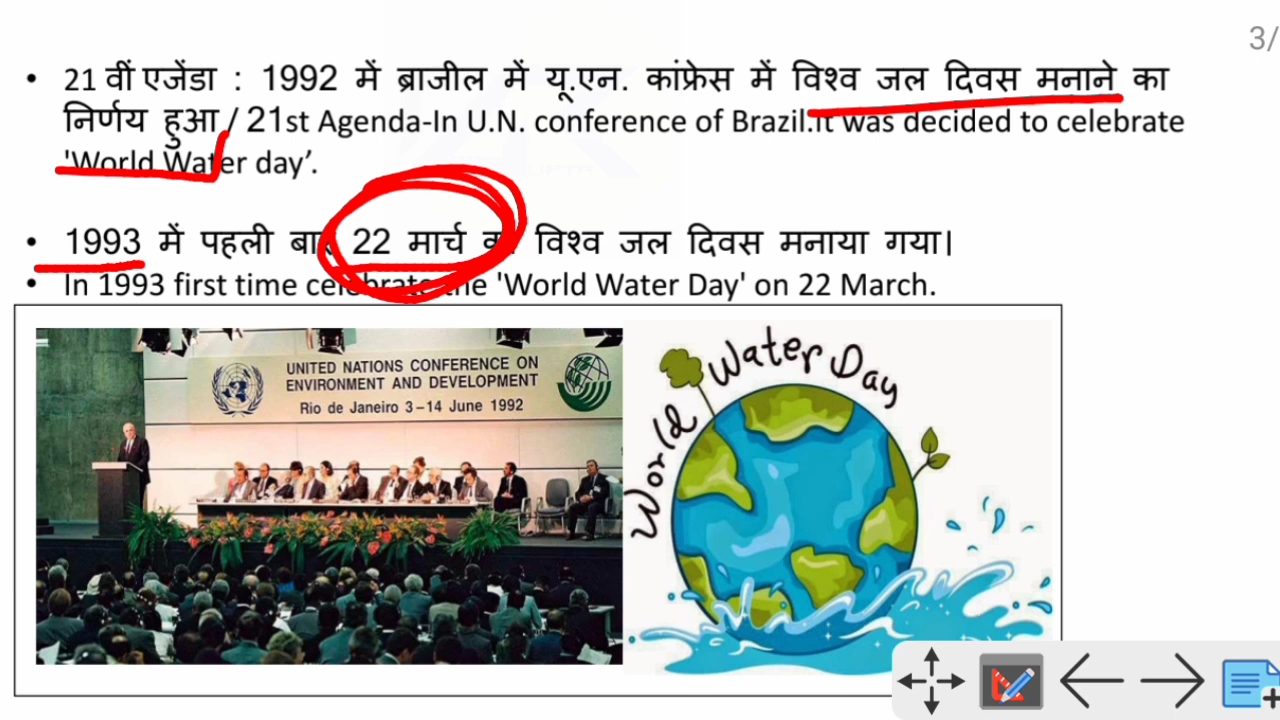 3/
• 21 वीं एजेंडा : 1992 में ब्राजील में यू.एन. कांफ्रेस में विश्व जल दिवस मनाने का
निर्णय हुआ / 21st Agenda-In U.N. conference of Brazil.It was decided to celebrate
'World Water day’.
• 1993 में पहली बार 22 मार्च को विश्व जल दिवस मनाया गया।
• In 1993 first time celebrate the 'World Water Day' on 22 March.
UNITED NATIONS CONFERENCE ON
ENVIRONMENT AND DEVELOPMENT
Rio de Janeiro 3–14 June 1992
World Water Day